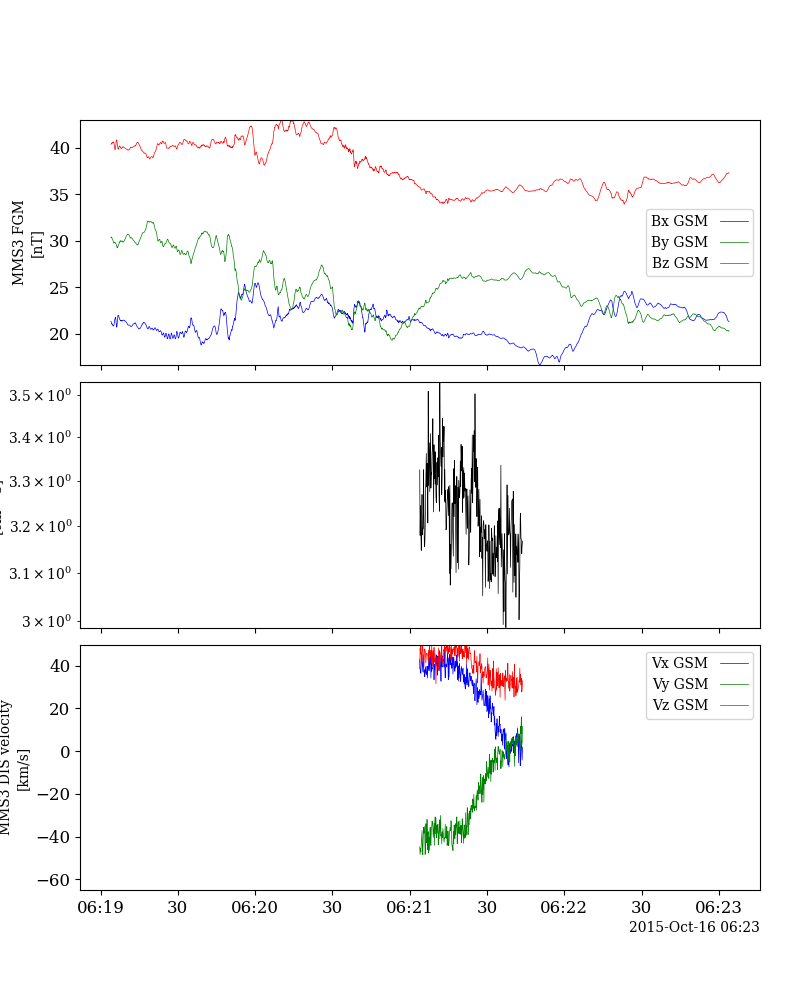 40
35
30
25
20
MMS3 FGM
[nT]
Bx GSM
By GSM
Bz GSM
3.5 × 10⁰
3.4 × 10⁰
3.3 × 10⁰
3.2 × 10⁰
3.1 × 10⁰
3 × 10⁰
40
20
0
−20
−40
−60
MMS3 DIS velocity
[km/s]
Vx GSM
Vy GSM
Vz GSM
06:19 30 06:20 30 06:21 30 06:22 30 06:23
2015-Oct-16 06:23